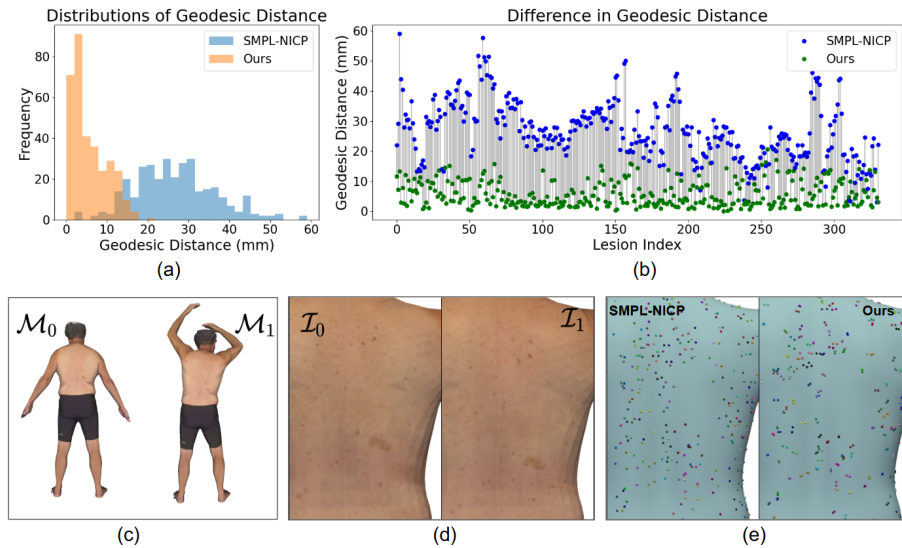 Distributions of Geodesic Distance
SMPL-NICP
Ours
Frequency
80
60
40
20
0
0 10 20 30 40 50 60
Geodesic Distance (mm)
(a)
Difference in Geodesic Distance
SMPL-NICP
Ours
Geodesic Distance (mm)
60
50
40
30
20
10
0
0 50 100 150 200 250 300
Lesion Index
(b)
M0
M1
(c)
I0
I1
(d)
SMPL-NICP
Ours
(e)